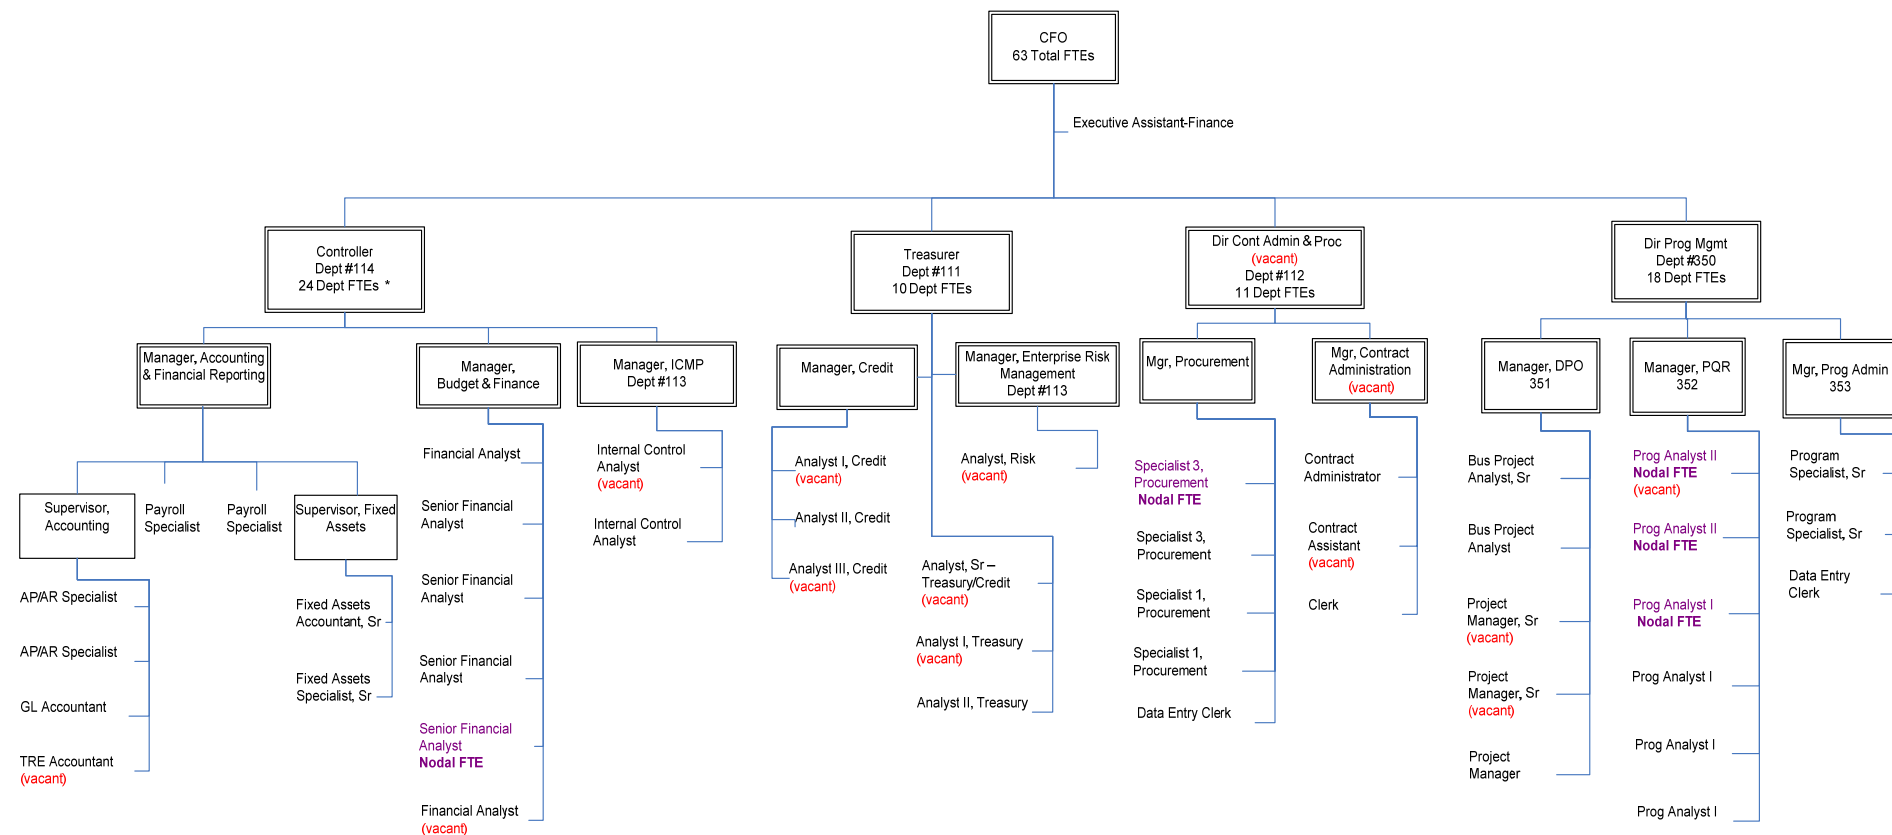 CFO
63 Total FTEs
Executive Assistant-Finance
Controller
Dept #114
24 Dept FTEs *
Treasurer
Dept #111
10 Dept FTEs
Dir Cont Admin & Proc
(vacant)
Dept #112
11 Dept FTEs
Dir Prog Mgmt
Dept #350
18 Dept FTEs
Manager, Accounting
& Financial Reporting
Manager,
Budget & Finance
Manager, ICMP
Dept #113
Manager, Credit
Manager, Enterprise Risk
Management
Dept #113
Mgr, Procurement
Mgr, Contract
Administration
(vacant)
Manager, DPO
351
Manager, PQR
352
Mgr, Prog Admin
353
Supervisor,
Accounting
Payroll
Specialist
Payroll
Specialist
Supervisor, Fixed
Assets
AP/AR Specialist
AP/AR Specialist
GL Accountant
TRE Accountant
(vacant)
Fixed Assets
Accountant, Sr
Fixed Assets
Specialist, Sr
Financial Analyst
Senior Financial
Analyst
Senior Financial
Analyst
Senior Financial
Analyst
Senior Financial
Analyst
Nodal FTE
Financial Analyst
(vacant)
Internal Control
Analyst
(vacant)
Internal Control
Analyst
Analyst I, Credit
(vacant)
Analyst II, Credit
Analyst III, Credit
(vacant)
Analyst, Risk
(vacant)
Analyst, Sr –
Treasury/Credit
(vacant)
Analyst I, Treasury
(vacant)
Analyst II, Treasury
Specialist 3,
Procurement
Nodal FTE
Specialist 3,
Procurement
Specialist 1,
Procurement
Specialist 1,
Procurement
Data Entry Clerk
Contract
Administrator
Contract
Assistant
(vacant)
Clerk
Bus Project
Analyst, Sr
Bus Project
Analyst
Project
Manager, Sr
(vacant)
Project
Manager, Sr
(vacant)
Project
Manager
Prog Analyst II
Nodal FTE
(vacant)
Prog Analyst II
Nodal FTE
Prog Analyst I
Nodal FTE
Prog Analyst I
Prog Analyst I
Prog Analyst I
Program
Specialist, Sr
Program
Specialist, Sr
Data Entry
Clerk